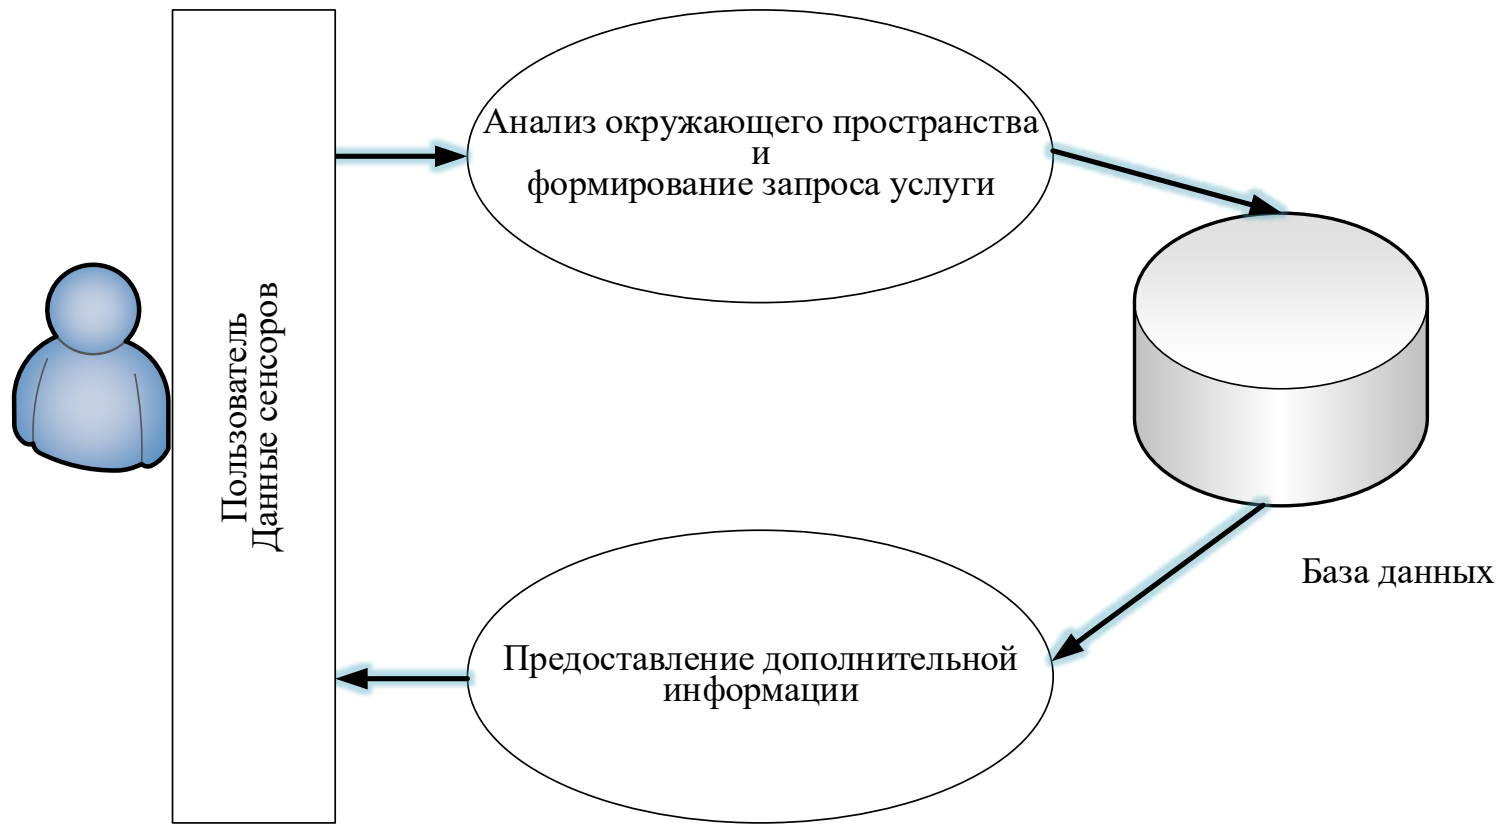 Анализ окружающего пространства
и
формирование запроса услуги
Пользователь
Данные сенсоров
База данных
Предоставление дополнительной
информации